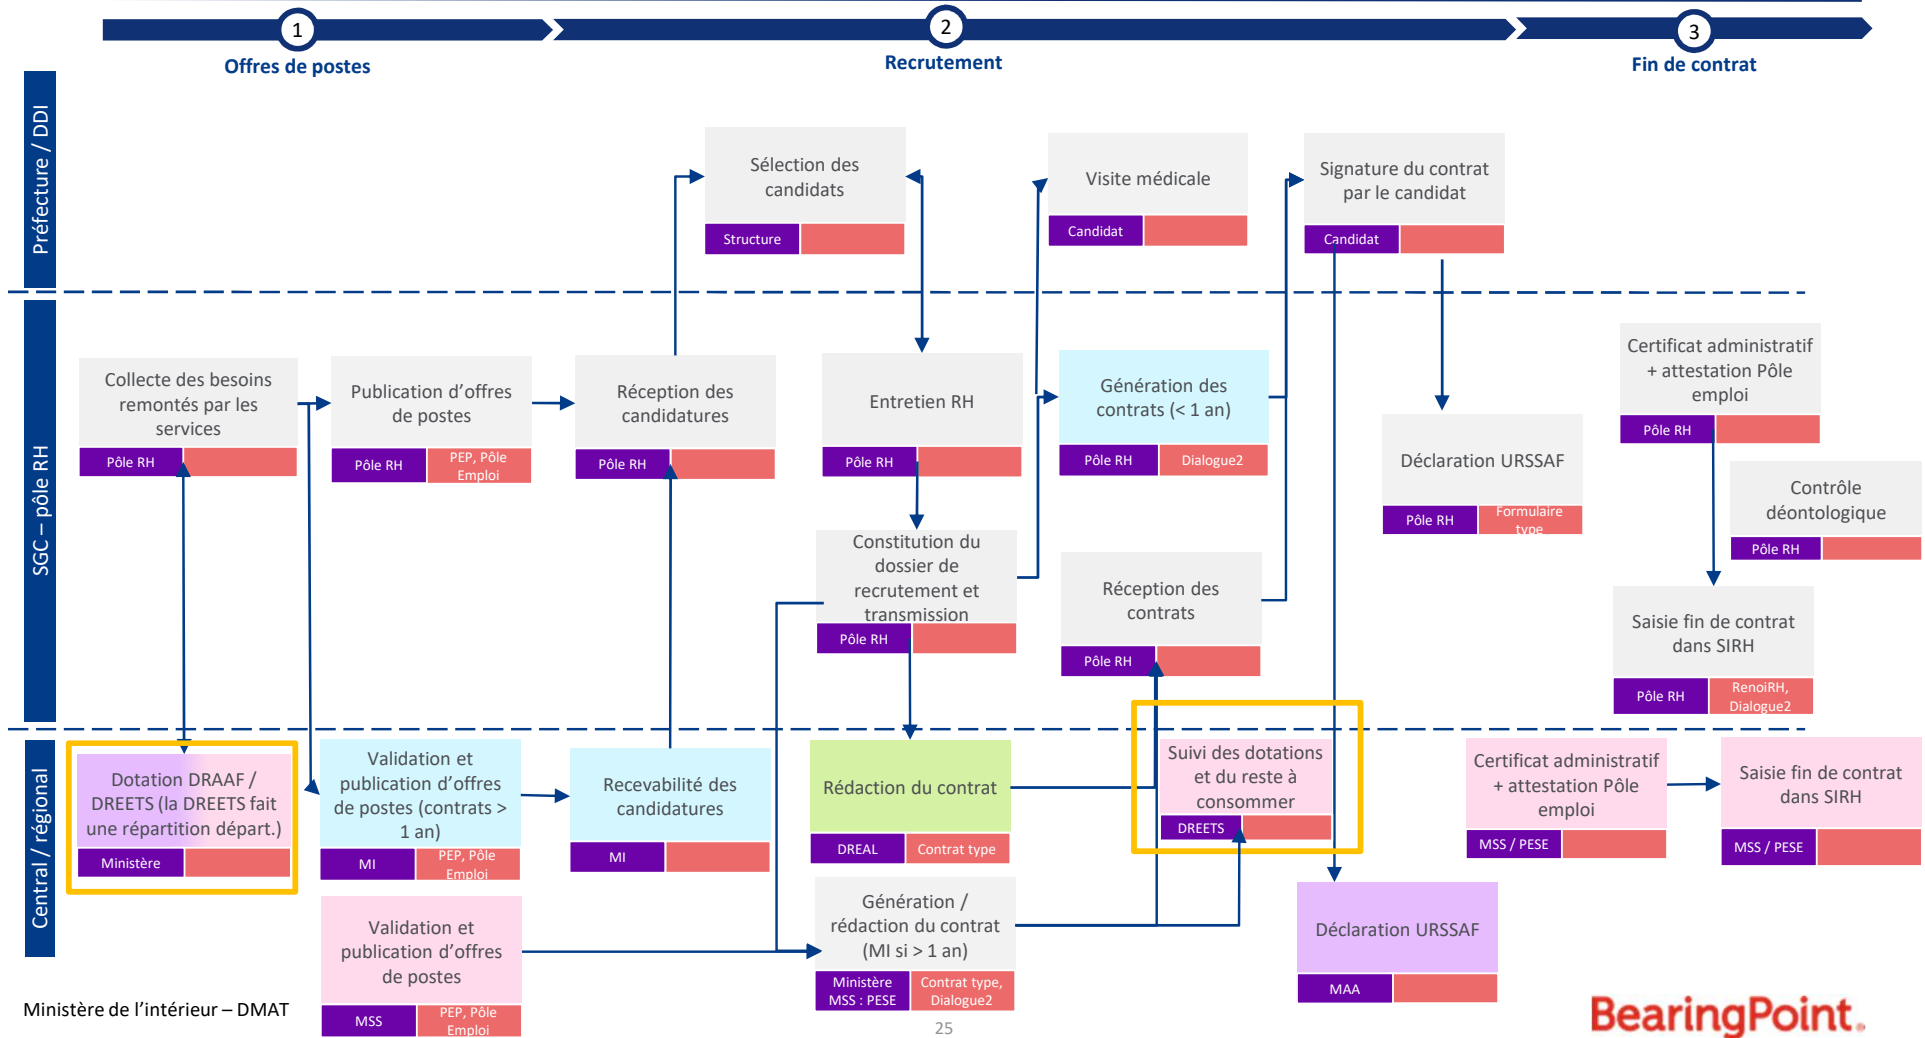 1
2
3
Offres de postes
Recrutement
Fin de contrat
Préfecture / DDI
Sélection des
candidats
Structure
Visite médicale
Candidat
Signature du contrat
par le candidat
Candidat
SGC – pôle RH
Collecte des besoins
remontés par les
services
Pôle RH
Publication d'offres
de postes
Pôle RH
PEP, Pôle
Emploi
Réception des
candidatures
Pôle RH
Entretien RH
Pôle RH
Génération des
contrats (< 1 an)
Pôle RH
Dialogue2
Déclaration URSSAF
Pôle RH
Formulaire
type
Certificat administratif
+ attestation Pôle
emploi
Pôle RH
Contrôle
déontologique
Pôle RH
Constitution du
dossier de
recrutement et
transmission
Pôle RH
Réception des
contrats
Pôle RH
Saisie fin de contrat
dans SIRH
Pôle RH
RenoiRH,
Dialogue2
Central / régional
Dotation DRAAF /
DREETS (la DREETS fait
une répartition départ.)
Ministère
Validation et
publication d'offres
de postes (contrats >
1 an)
MI
PEP, Pôle
Emploi
Recevabilité des
candidatures
MI
Rédaction du contrat
DREAL
Contrat type
Suivi des dotations
et du reste à
consommer
DREETS
Certificat administratif
+ attestation Pôle
emploi
MSS / PESE
Saisie fin de contrat
dans SIRH
MSS / PESE
Validation et
publication d'offres
de postes
MSS
PEP, Pôle
Emploi
Génération /
rédaction du contrat
(MI si > 1 an)
Ministère
MSS : PESE
Contrat type,
Dialogue2
Déclaration URSSAF
MAA
Ministère de l'intérieur – DMAT
25
BearingPoint.